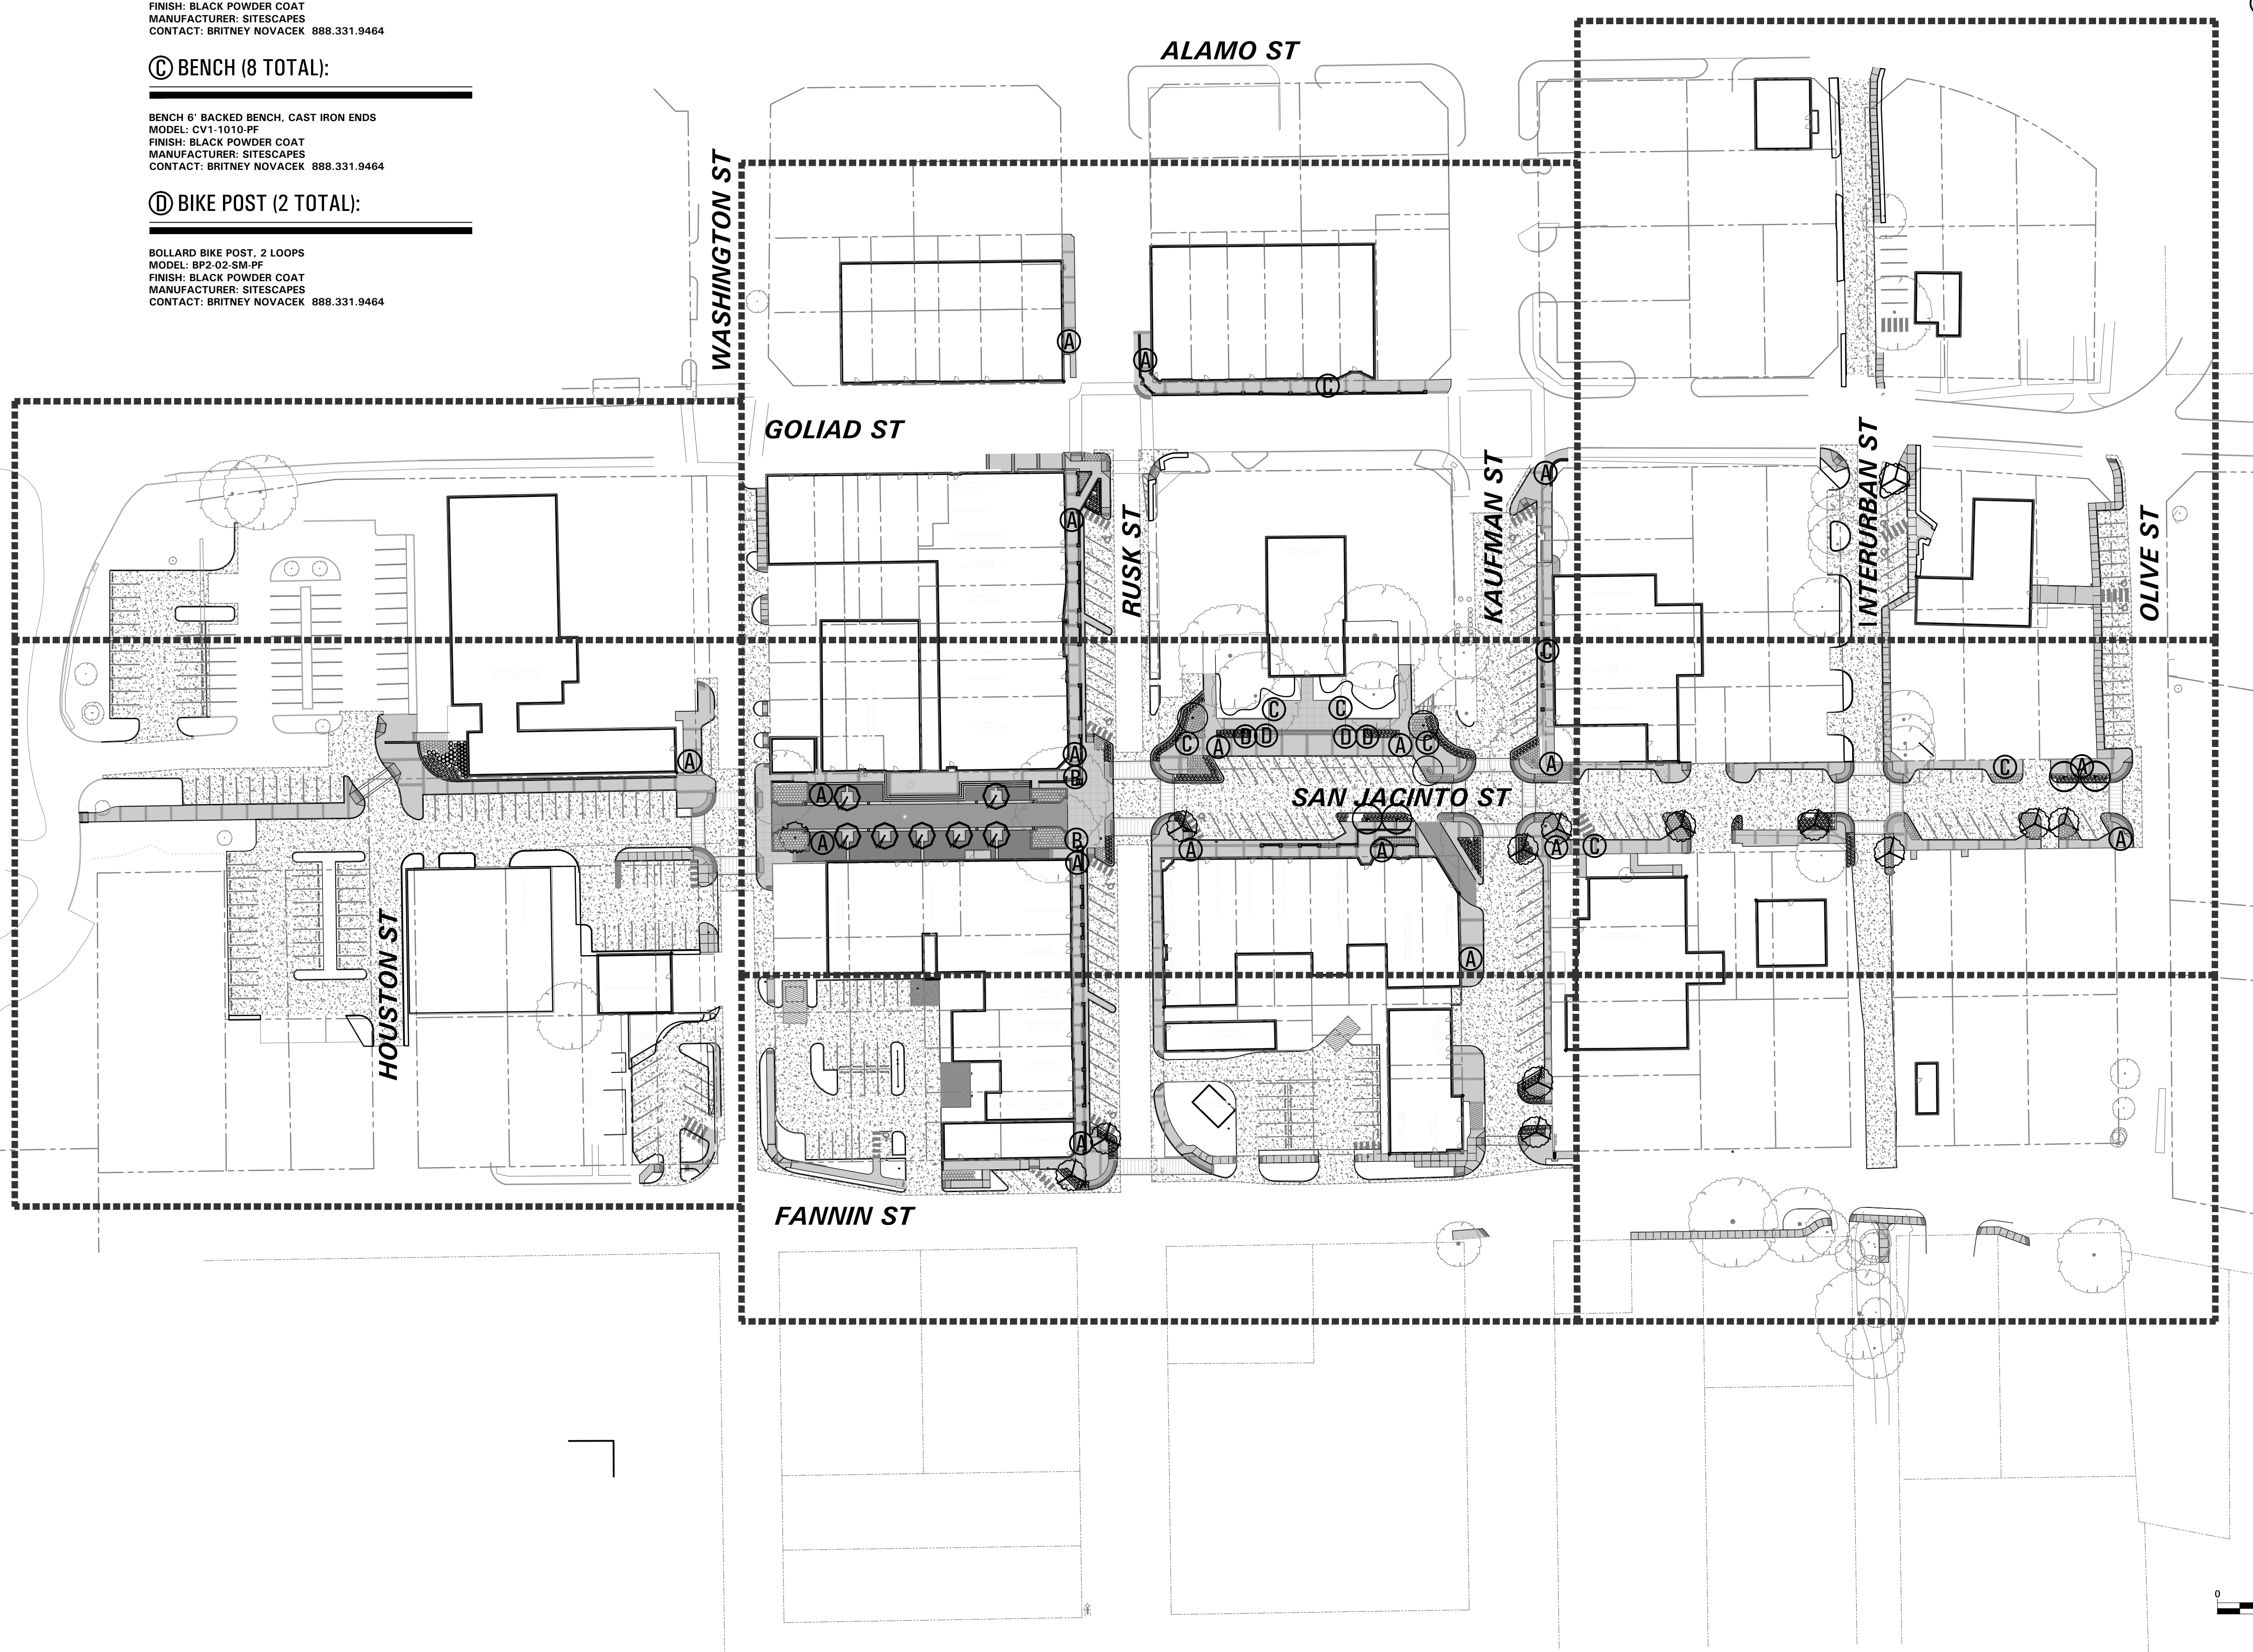 FINISH: BLACK POWDER COAT
MANUFACTURER: SITESCAPES
CONTACT: BRITNEY NOVACEK 888.331.9464
C BENCH (8 TOTAL):
BENCH 6' BACKED BENCH, CAST IRON ENDS
MODEL: CV1-1010-PF
FINISH: BLACK POWDER COAT
MANUFACTURER: SITESCAPES
CONTACT: BRITNEY NOVACEK 888.331.9464
D BIKE POST (2 TOTAL):
BOLLARD BIKE POST, 2 LOOPS
MODEL: BP2-02-SM-PF
FINISH: BLACK POWDER COAT
MANUFACTURER: SITESCAPES
CONTACT: BRITNEY NOVACEK 888.331.9464
ALAMO ST
WASHINGTON ST
A
A
C
GOLIAD ST
A
A
RUSK ST
KAUFMAN ST
INTERURBAN ST
OLIVE ST
C
C
C
C
A
D
D
D
D
A
C
A
A
A
B
C
A
A
SAN JACINTO ST
A
B
A
A
A
A
C
A
HOUSTON ST
A
A
FANNIN ST
0